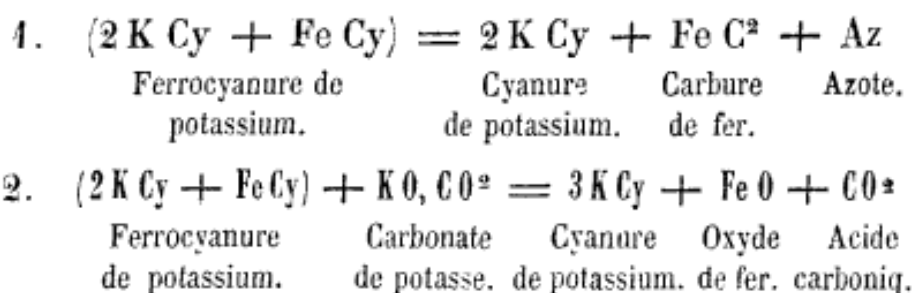 1. (2 K Cy + Fe Cy) = 2 K Cy + Fe C² + Az
Ferrocyanure de Cyanure Carbure Azote.
potassium. de potassium. de fer.
2. (2 K Cy + Fe Cy) + K O, C O² = 3 K Cy + Fe O + C O²
Ferrocyanure Carbonate Cyanure Oxyde Acide
de potassium. de potasse. de potassium. de fer. carboniq.